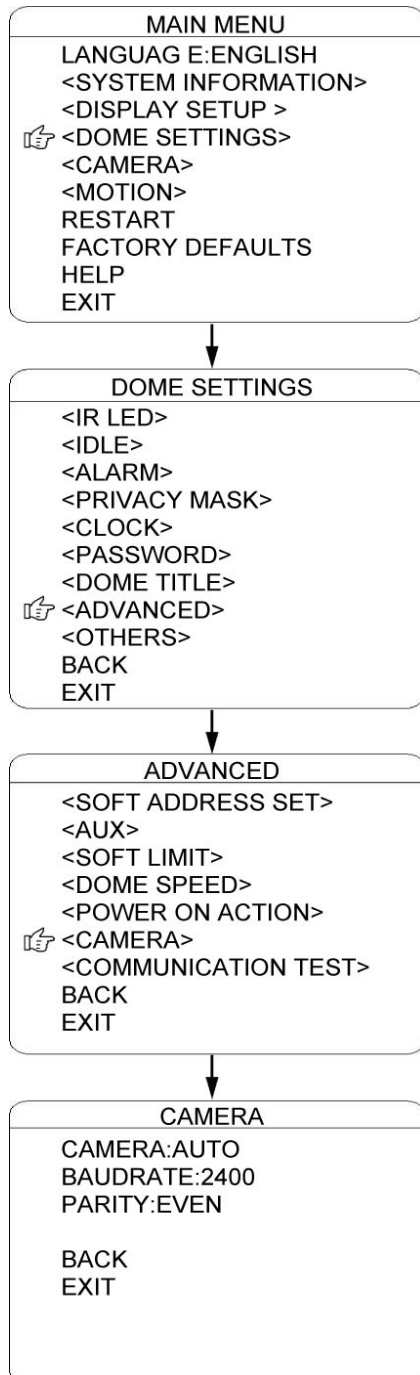 MAIN MENU
LANGUAG E:ENGLISH
<SYSTEM INFORMATION>
<DISPLAY SETUP >
<DOME SETTINGS>
<CAMERA>
<MOTION>
RESTART
FACTORY DEFAULTS
HELP
EXIT
DOME SETTINGS
<IR LED>
<IDLE>
<ALARM>
<PRIVACY MASK>
<CLOCK>
<PASSWORD>
<DOME TITLE>
<ADVANCED>
<OTHERS>
BACK
EXIT
ADVANCED
<SOFT ADDRESS SET>
<AUX>
<SOFT LIMIT>
<DOME SPEED>
<POWER ON ACTION>
<CAMERA>
<COMMUNICATION TEST>
BACK
EXIT
CAMERA
CAMERA:AUTO
BAUDRATE:2400
PARITY:EVEN
BACK
EXIT